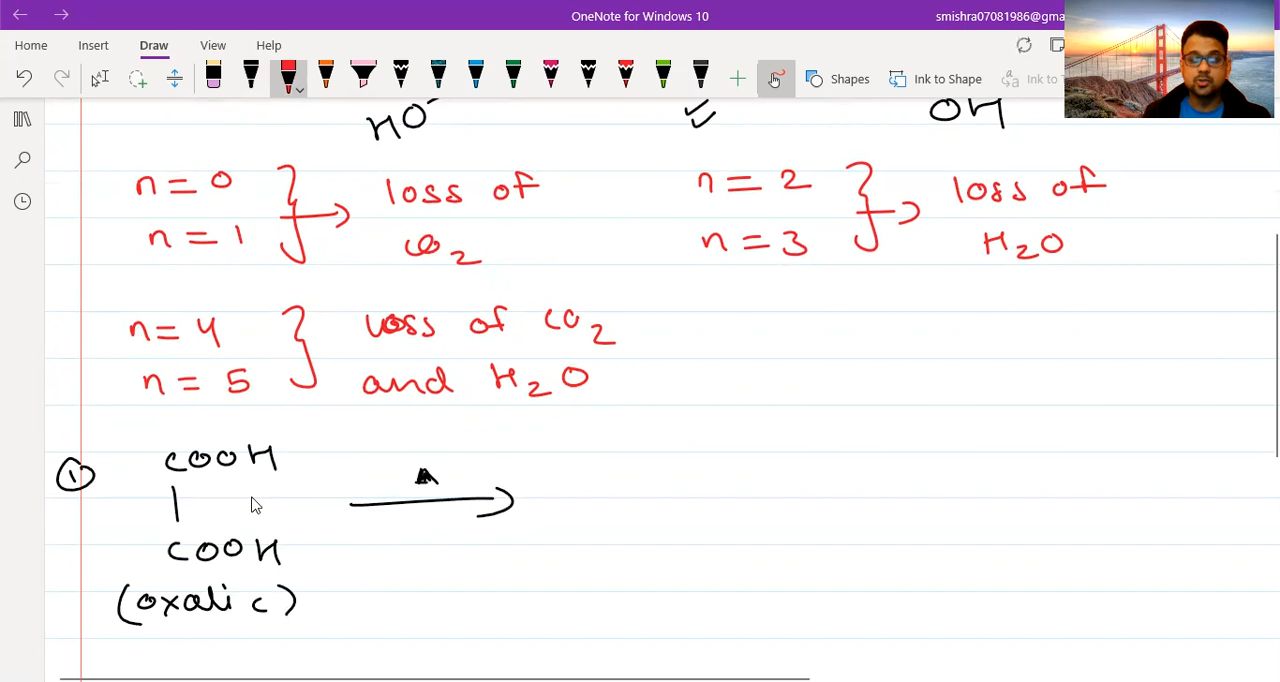 OneNote for Windows 10
smishra07081986@gma
Home Insert Draw View Help
Shapes Ink to Shape Ink to
HO OH
n = 0
n = 1
loss of
CO2
n = 2
n = 3
loss of
H2O
n = 4
n = 5
loss of CO2
and H2O
1 COOH
COOH
(oxalic)